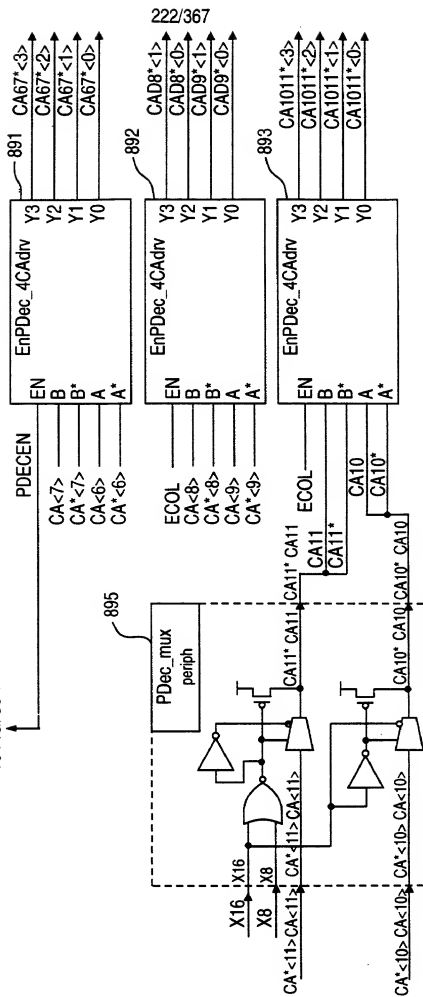 222/367
PDECEN
EN
CA<7>
B
CA*<7>
B*
CA<6>
A
CA*<6>
A*
EnPDec_4CAdrv
891
Y3
CA67*<3>
Y2
CA67*<2>
Y1
CA67*<1>
Y0
CA67*<0>
ECOL
EN
CA<8>
B
CA*<8>
B*
CA<9>
A
CA*<9>
A*
EnPDec_4CAdrv
892
Y3
CAD8*<1>
Y2
CAD8*<0>
Y1
CAD9*<1>
Y0
CAD9*<0>
ECOL
EN
CA11
B
CA11*
B*
CA10
A
CA10*
A*
EnPDec_4CAdrv
893
Y3
CA1011*<3>
Y2
CA1011*<2>
Y1
CA1011*<1>
Y0
CA1011*<0>
895
PDec_mux
periph
X16
X16
X8
X8
CA*<11> CA<11>
CA*<11> CA<11>
CA11* CA11
CA11* CA11
CA*<10> CA<10>
CA*<10> CA<10>
CA10* CA10
CA10* CA10